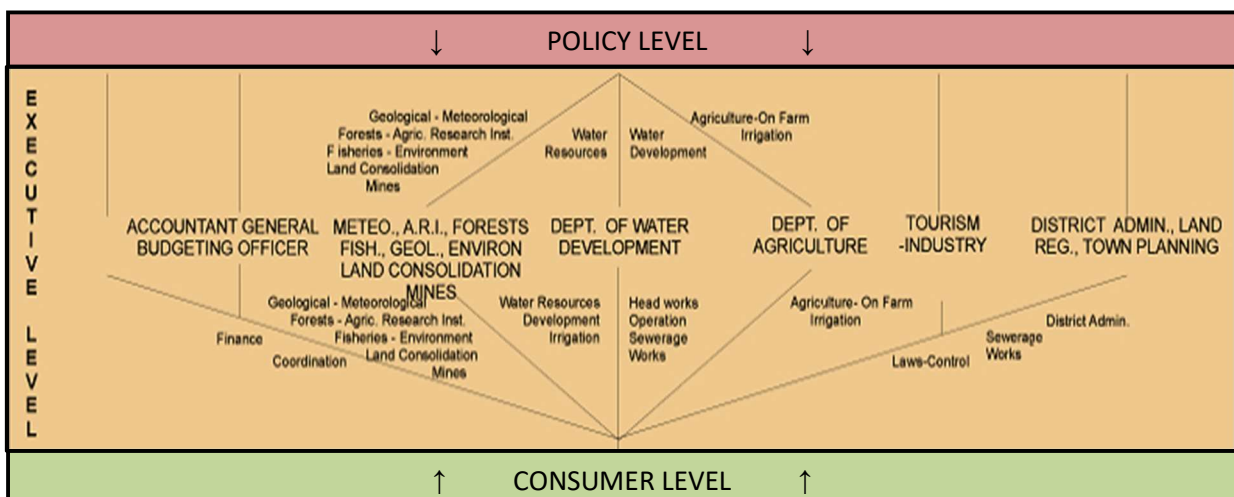 ↓ POLICY LEVEL ↓
EXECUTIVE LEVEL
Geological - Meteorological
Forests - Agric. Research Inst.
Fisheries - Environment
Land Consolidation
Mines
Water
Resources
Water
Development
Agriculture-On Farm
Irrigation
ACCOUNTANT GENERAL
BUDGETING OFFICER
METEO., A.R.I., FORESTS
FISH., GEOL., ENVIRON
LAND CONSOLIDATION
MINES
DEPT. OF WATER
DEVELOPMENT
DEPT. OF
AGRICULTURE
TOURISM
-INDUSTRY
DISTRICT ADMIN., LAND
REG., TOWN PLANNING
Finance
Coordination
Geological - Meteorological
Forests - Agric. Research Inst.
Fisheries - Environment
Land Consolidation
Mines
Water Resources
Development
Irrigation
Head works
Operation
Sewerage
Works
Agriculture- On Farm
Irrigation
Laws-Control
Sewerage
Works
District Admin.
↑ CONSUMER LEVEL ↑